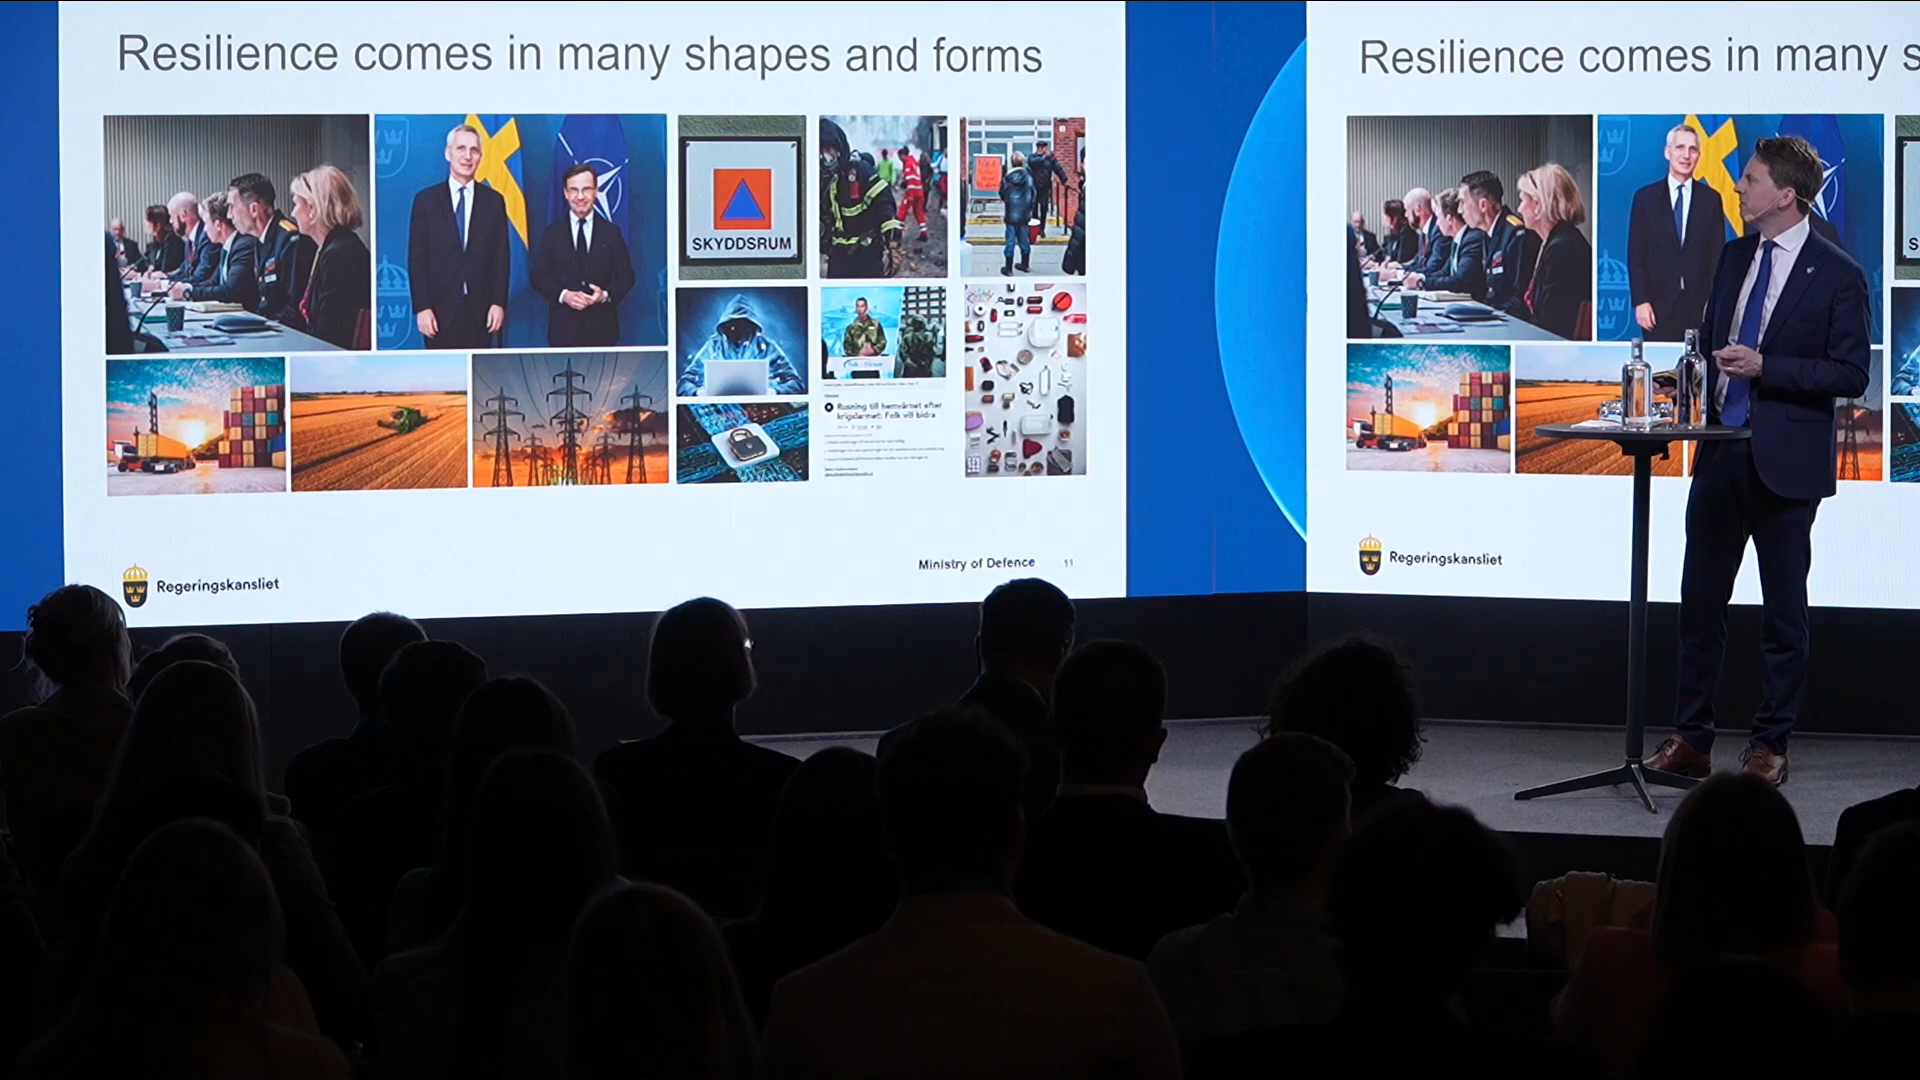 Resilience comes in many shapes and forms
SKYDDSRUM
Rusning till hemvärnet efter
krigslarmet: Folk vill bidra
Regeringskansliet
Ministry of Defence
11
Resilience comes in many s
S
Regeringskansliet